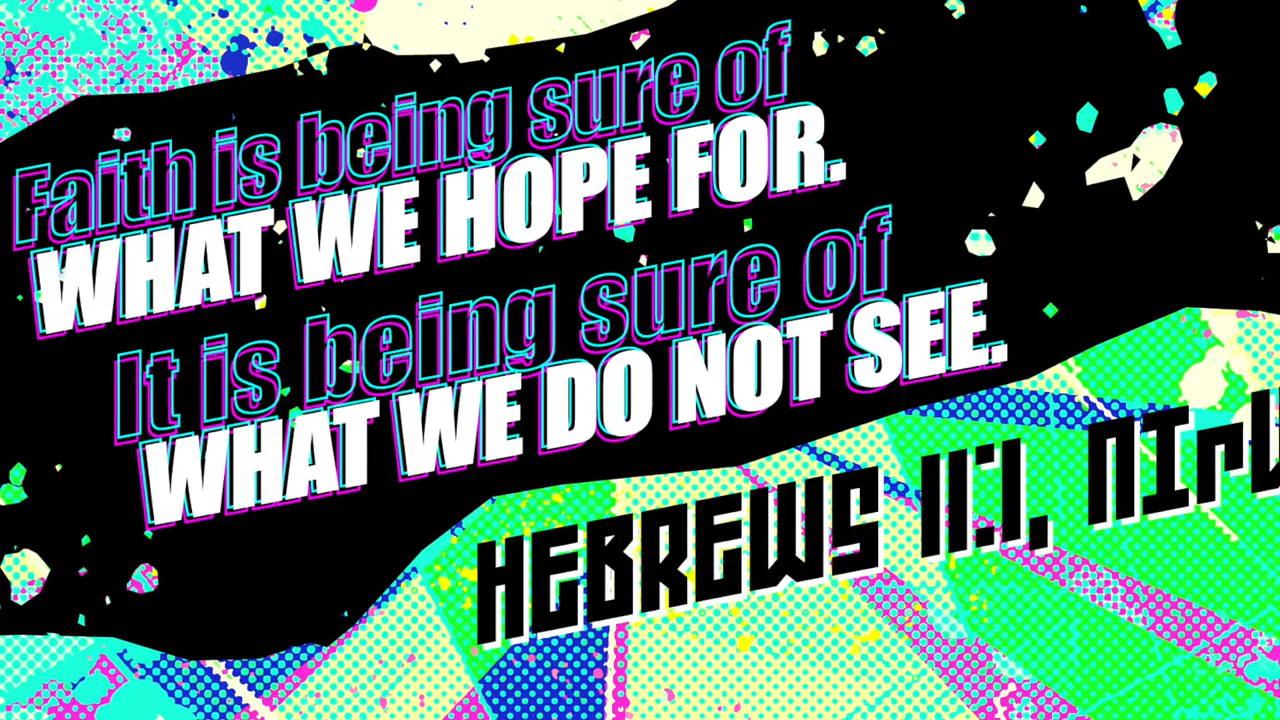 Faith is being sure of
WHAT WE HOPE FOR.
It is being sure of
WHAT WE DO NOT SEE.
HEBREWS 11:1, NIrV